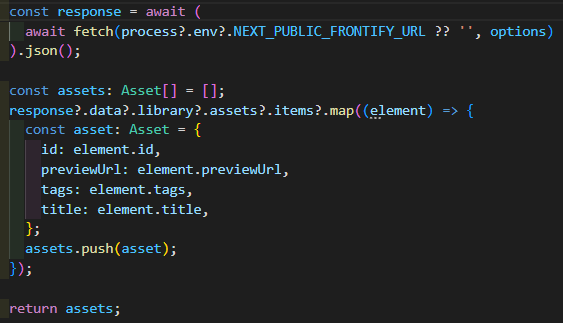 const response = await (
  await fetch(process?.env?.NEXT_PUBLIC_FRONTIFY_URL ?? '', options)
).json();

const assets: Asset[] = [];
response?.data?.library?.assets?.items?.map((element) => {
  const asset: Asset = {
    id: element.id,
    previewUrl: element.previewUrl,
    tags: element.tags,
    title: element.title,
  };
  assets.push(asset);
});

return assets;